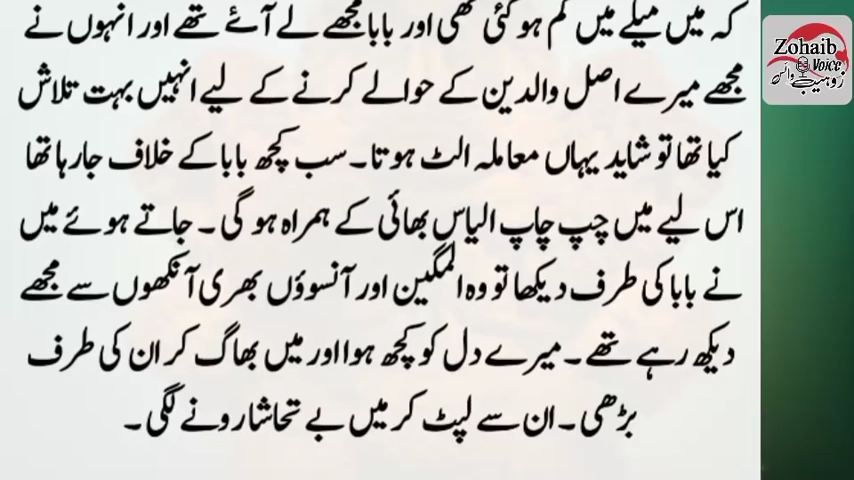 کہ میں میلے میں گم ہو گئی تھی اور بابا مجھے لے آئے تھے اور انہوں نے
مجھے میرے اصل والدین کے حوالے کرنے کے لیے انہیں بہت تلاش
کیا تھا تو شاید یہاں معاملہ الٹ ہوتا۔ سب کچھ بابا کے خلاف جا رہا تھا
اس لیے میں چپ چاپ الیاس بھائی کے ہمراہ ہو گی۔ جاتے ہوئے میں
نے بابا کی طرف دیکھا تو وہ المگین اور آنسوؤں بھری آنکھوں سے مجھے
دیکھ رہے تھے۔ میرے دل کو کچھ ہوا اور میں بھاگ کر ان کی طرف
بڑھی۔ ان سے لپٹ کر میں بے تحاشا رونے لگی۔
Zohaib
Voice
زوہیب وائس